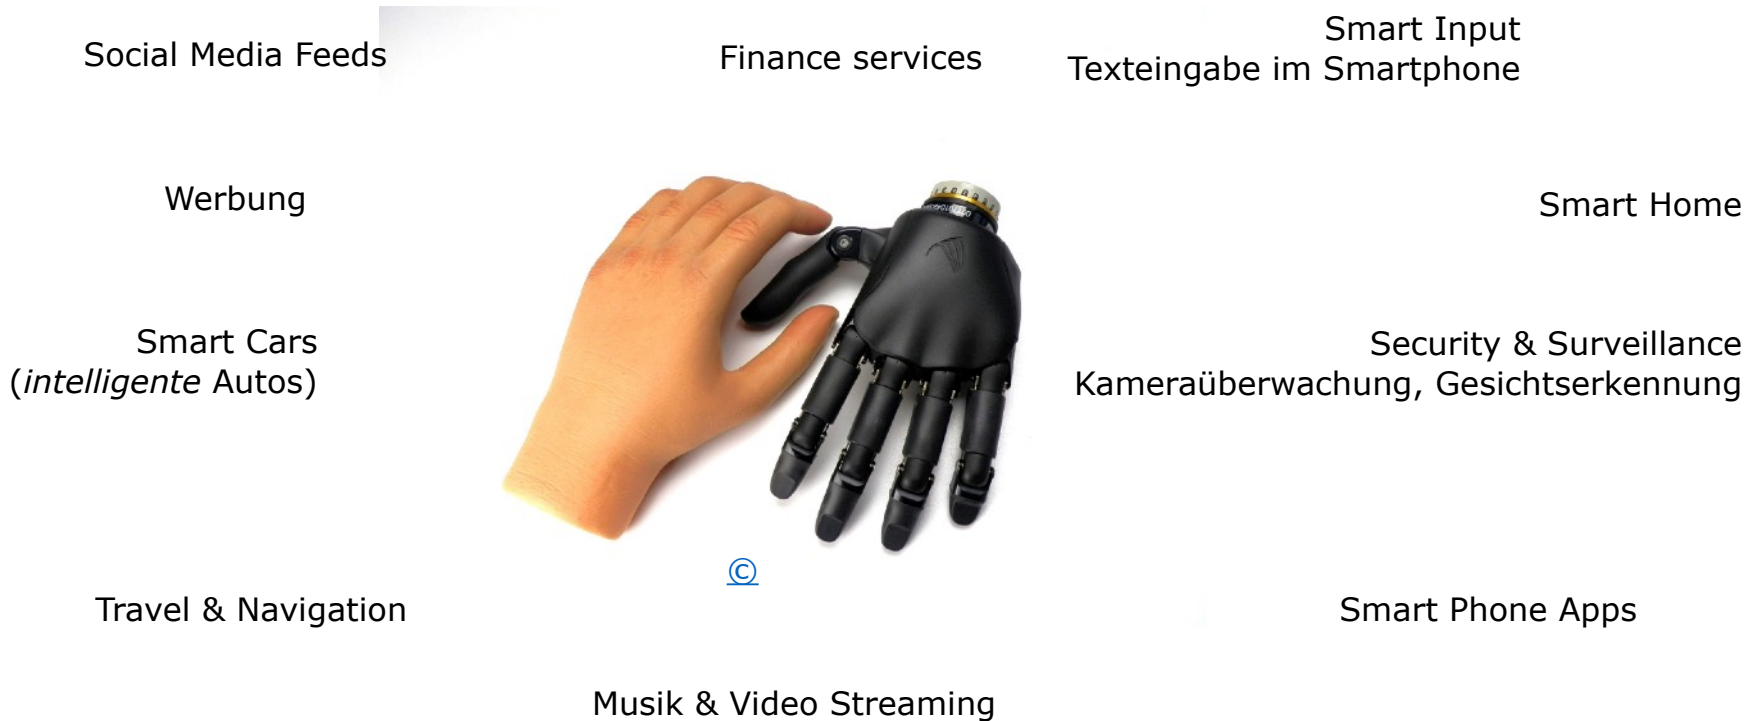 Social Media Feeds
Finance services
Smart Input
Texteingabe im Smartphone
Werbung
Smart Home
Smart Cars
(intelligente Autos)
Security & Surveillance
Kameraüberwachung, Gesichtserkennung
©
Travel & Navigation
Smart Phone Apps
Musik & Video Streaming